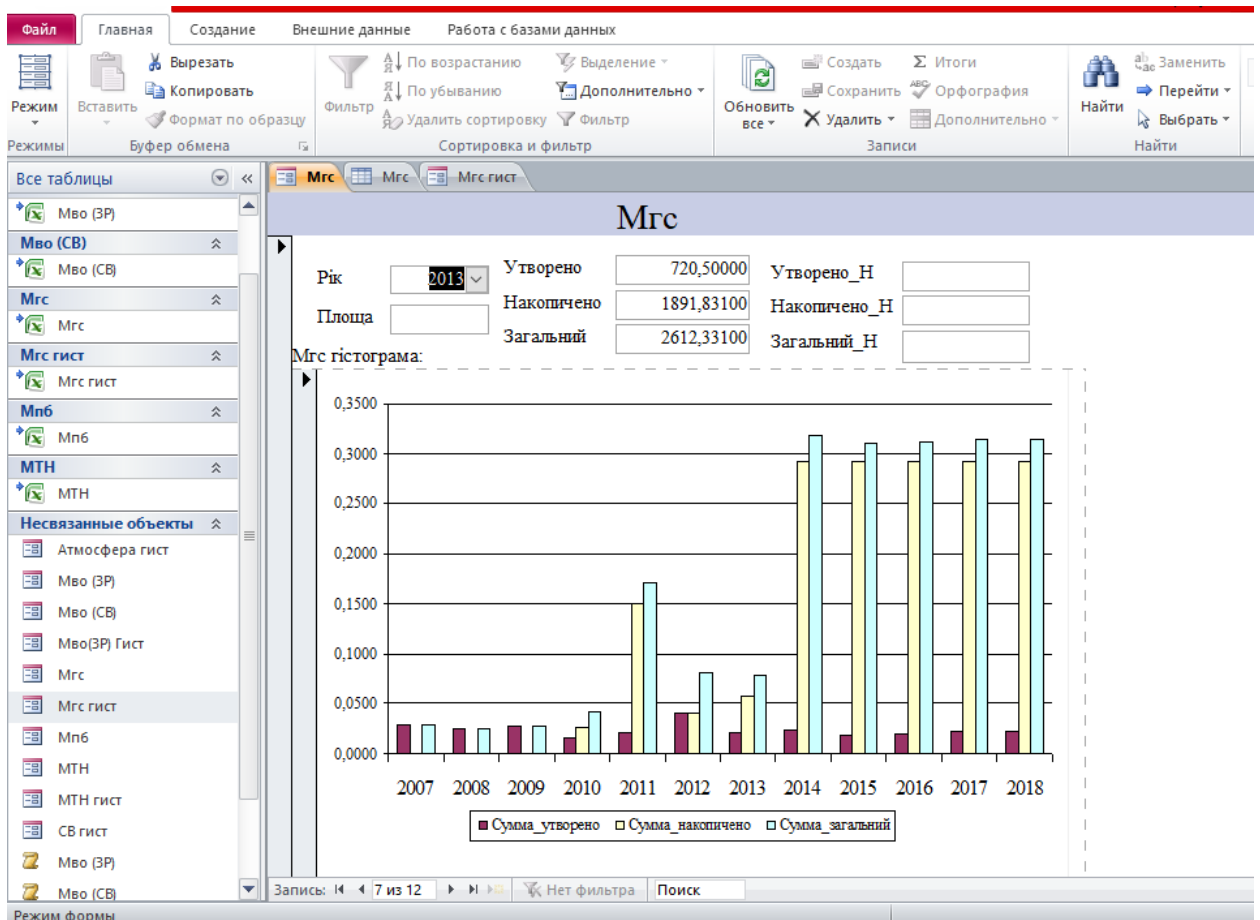 Файл Главная Создание Внешние данные Работа с базами данных
Режим
Режимы
Вставить
Вырезать
Копировать
Формат по образцу
Буфер обмена
Фильтр
По возрастанию
По убыванию
Удалить сортировку
Выделение
Дополнительно
Фильтр
Сортировка и фильтр
Обновить
все
Создать
Сохранить
Удалить
Итоги
Орфография
Дополнительно
Записи
Найти
Заменить
Перейти
Выбрать
Найти
Все таблицы
Мво (ЗР)
Мво (СВ)
Мво (СВ)
Мгс
Мгс
Мгс гист
Мгс гист
Мпб
Мпб
МТН
МТН
Несвязанные объекты
Атмосфера гист
Мво (ЗР)
Мво (СВ)
Мво(ЗР) Гист
Мгс
Мгс гист
Мпб
МТН
МТН гист
СВ гист
Мво (ЗР)
Мво (СВ)
Мгс Мгс Мгс гист
Мгс
Рік 2013
Площа
Утворено 720,50000
Накопичено 1891,83100
Загальний 2612,33100
Утворено_Н
Накопичено_Н
Загальний_Н
Мгс гістограма:
0,3500
0,3000
0,2500
0,2000
0,1500
0,1000
0,0500
0,0000
2007 2008 2009 2010 2011 2012 2013 2014 2015 2016 2017 2018
Сумма_утворено Сумма_накопичено Сумма_загальний
Запись: 7 из 12 Нет фильтра Поиск
Режим формы